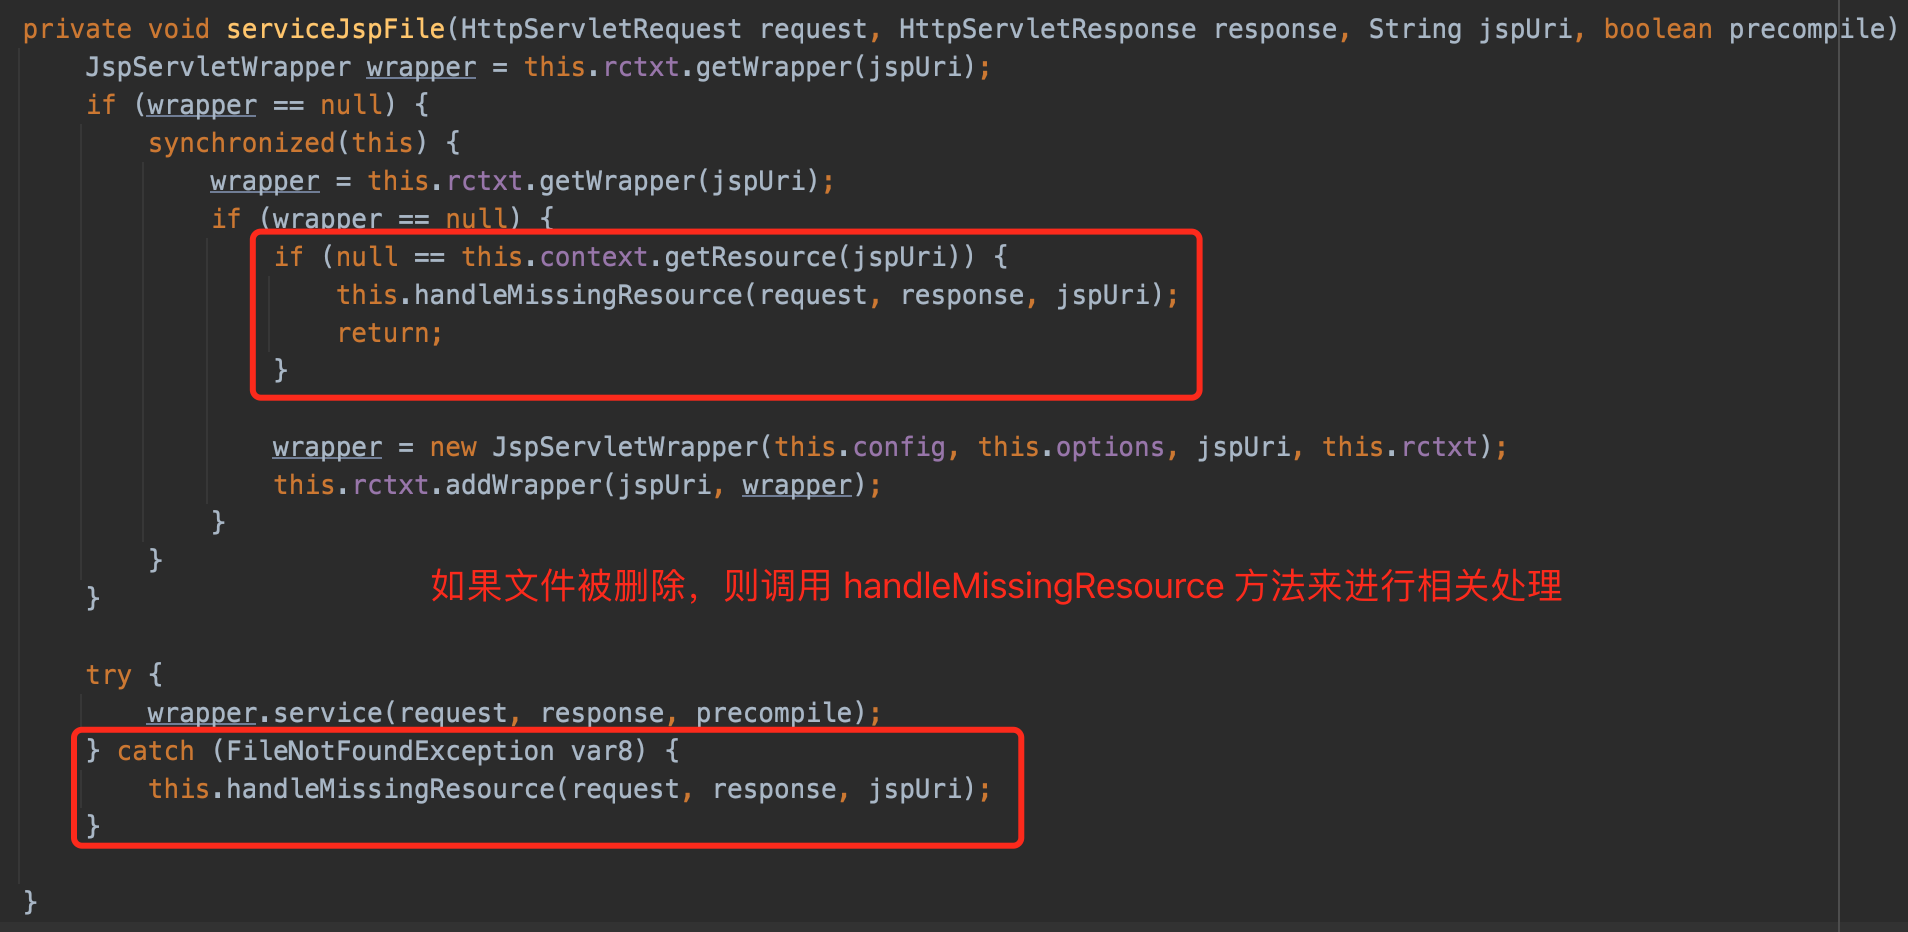 private void serviceJspFile(HttpServletRequest request, HttpServletResponse response, String jspUri, boolean precompile)
JspServletWrapper wrapper = this.rctxt.getWrapper(jspUri);
if (wrapper == null) {
synchronized(this) {
wrapper = this.rctxt.getWrapper(jspUri);
if (wrapper == null) {
if (null == this.context.getResource(jspUri)) {
this.handleMissingResource(request, response, jspUri);
return;
}
wrapper = new JspServletWrapper(this.config, this.options, jspUri, this.rctxt);
this.rctxt.addWrapper(jspUri, wrapper);
}
}
}
如果文件被删除，则调用 handleMissingResource 方法来进行相关处理
try {
wrapper.service(request, response, precompile);
} catch (FileNotFoundException var8) {
this.handleMissingResource(request, response, jspUri);
}
}